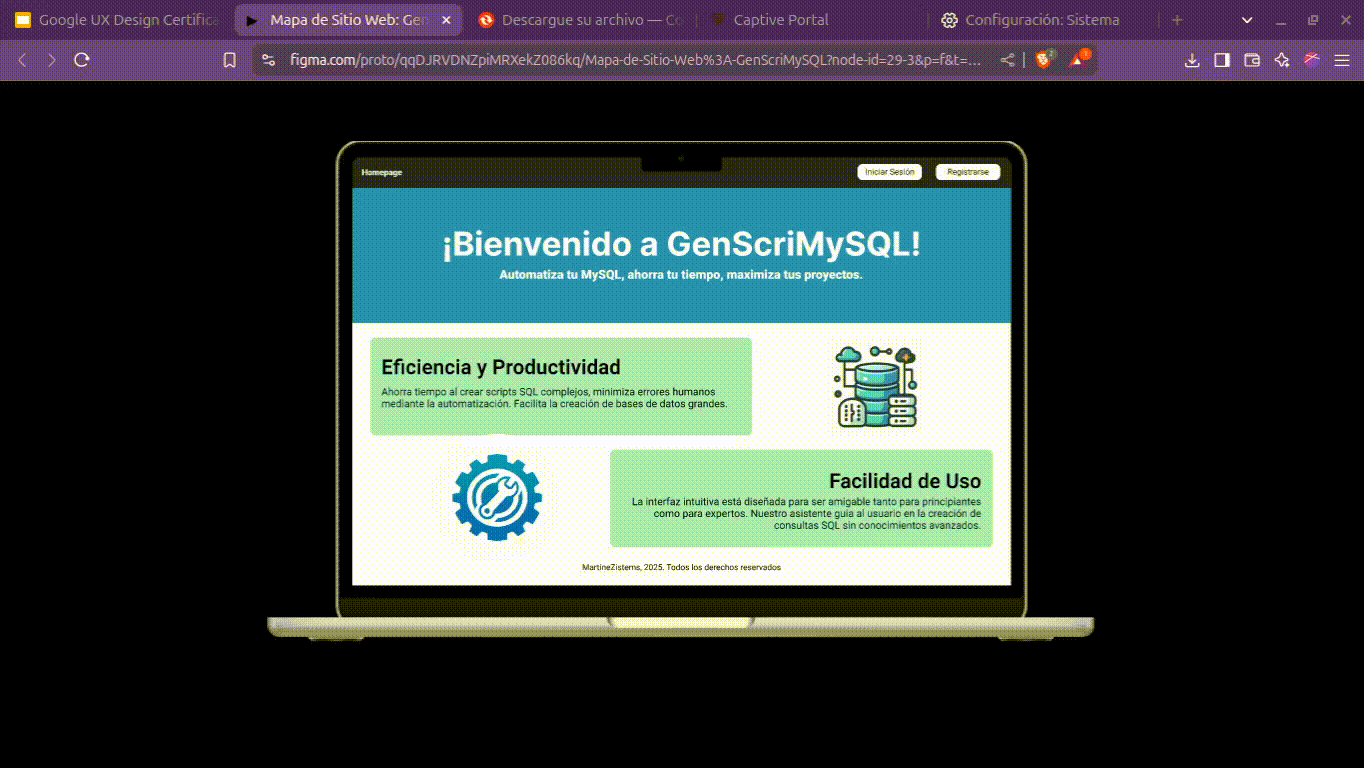 Google UX Design Certifica
Mapa de Sitio Web: Gen
Descargue su archivo — Co
Captive Portal
Configuración: Sistema
figma.com/proto/qqDJRVDNZpiMRXekZ086kq/Mapa-de-Sitio-Web%3A-GenScriMySQL?node-id=29-3&p=f&t=...
2
1
Homepage
Iniciar Sesión
Registrarse
¡Bienvenido a GenScriMySQL!
Automatiza tu MySQL, ahorra tu tiempo, maximiza tus proyectos.
Eficiencia y Productividad
Ahorra tiempo al crear scripts SQL complejos, minimiza errores humanos
mediante la automatización. Facilita la creación de bases de datos grandes.
Facilidad de Uso
La interfaz intuitiva está diseñada para ser amigable tanto para principiantes
como para expertos. Nuestro asistente guia al usuario en la creación de
consultas SQL sin conocimientos avanzados.
MartineZistems, 2025. Todos los derechos reservados